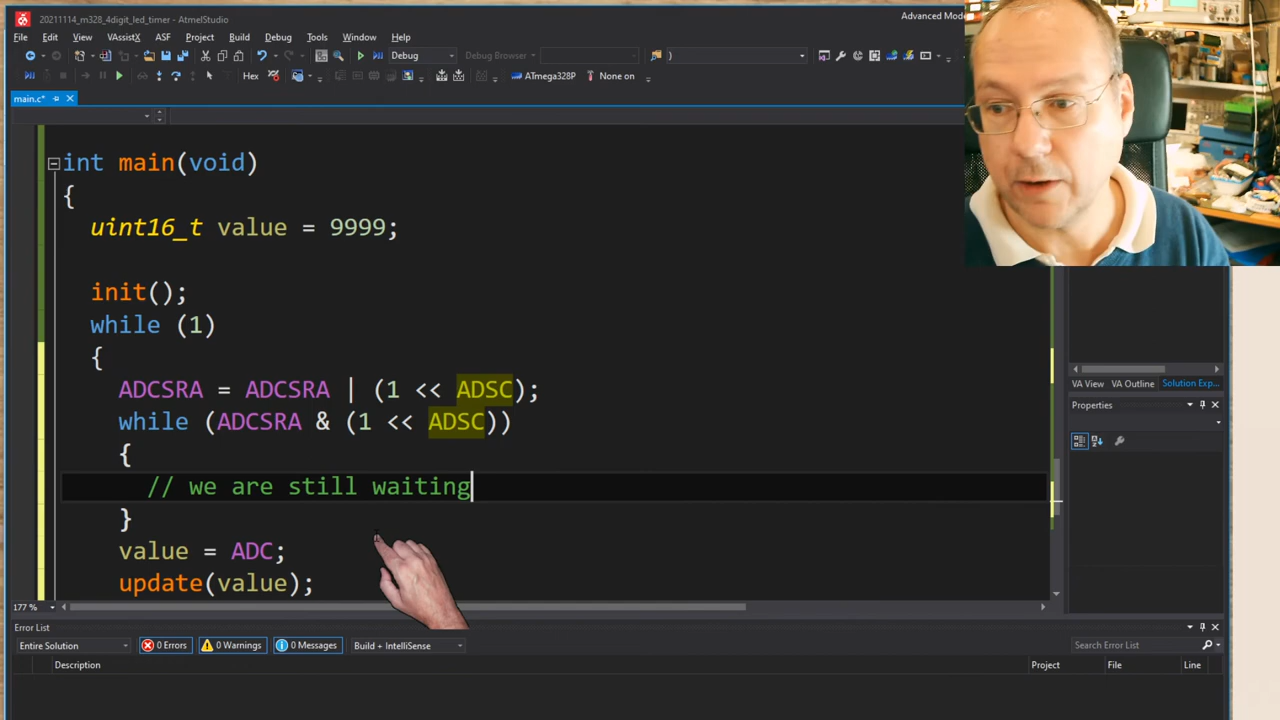 20211114_m328_4digit_led_timer - AtmelStudio
Advanced Mode
File Edit View VAssistX ASF Project Build Debug Tools Window Help
Debug Debug Browser )
Hex ATmega328P None on
main.c*
int main(void)
{
uint16_t value = 9999;
init();
while (1)
{
ADCSRA = ADCSRA | (1 << ADSC);
while (ADCSRA & (1 << ADSC))
{
// we are still waiting
}
value = ADC;
update(value);
177 %
VA View VA Outline Solution Exp...
Properties
Error List
Entire Solution 0 Errors 0 Warnings 0 Messages Build + IntelliSense Search Error List
Description Project File Line